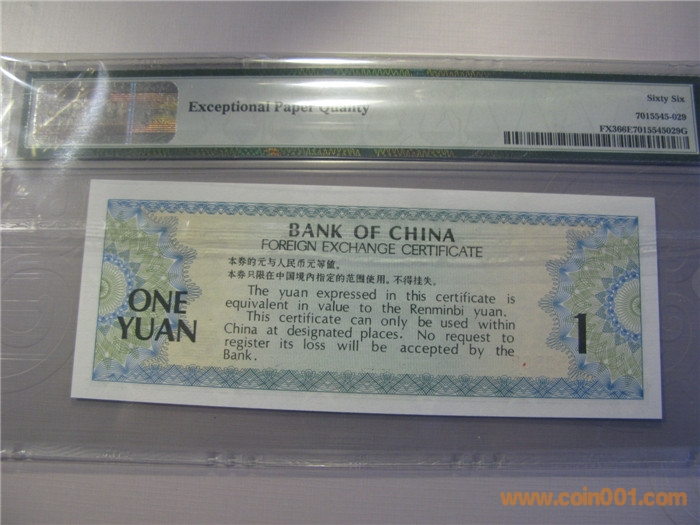 Exceptional Paper Quality
Sixty Six
7015545-029
FX366E7015545029G
BANK OF CHINA
FOREIGN EXCHANGE CERTIFICATE
本券的元与人民币元等值。
本券只限在中国境内指定的范围使用，不得挂失。
ONE
YUAN
The yuan expressed in this certificate is
equivalent in value to the Renminbi yuan.
This certificate can only be used within
China at designated places. No request to
register its loss will be accepted by the
Bank.
1
www.coin001.com